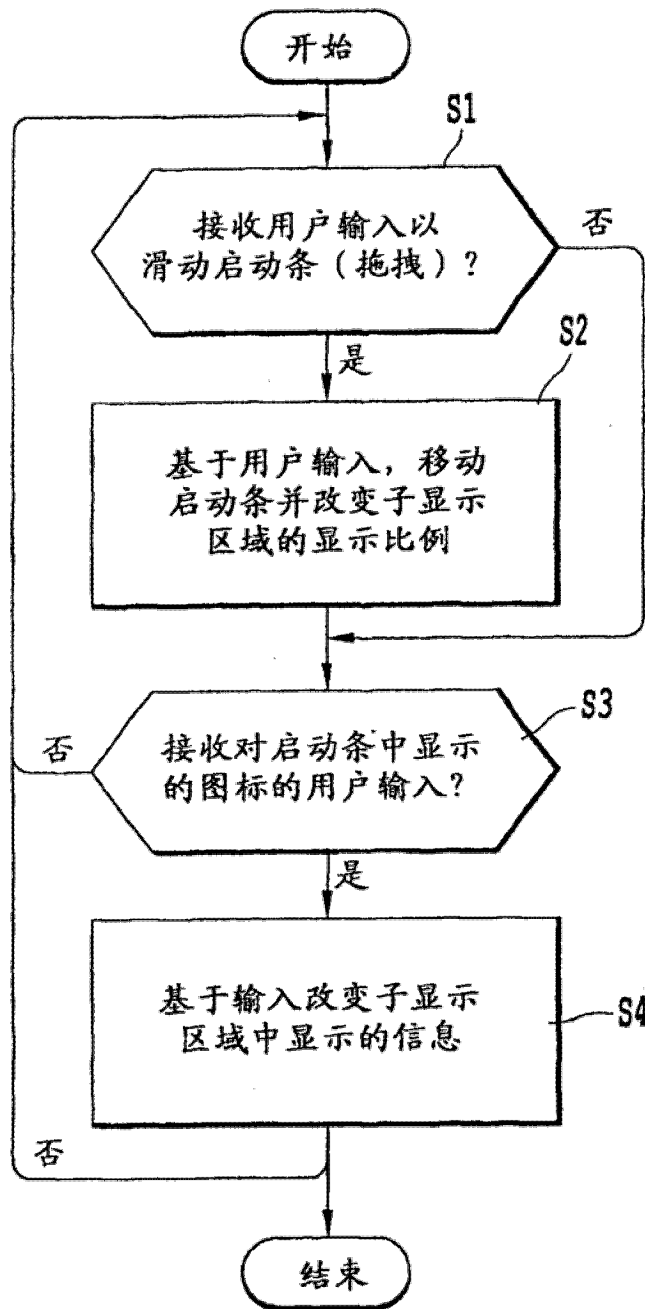 开始
S1
接收用户输入以
滑动启动条（拖拽）？
否
是
S2
基于用户输入，移动
启动条并改变子显示
区域的显示比例
S3
接收对启动条中显示
的图标的用户输入？
否
是
S4
基于输入改变子显示
区域中显示的信息
否
结束